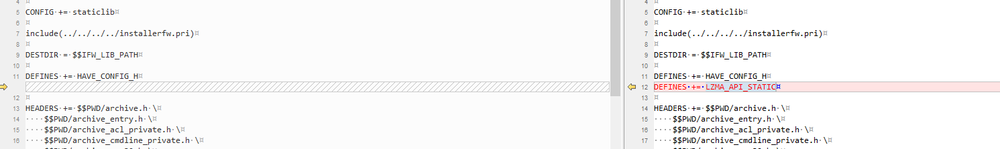 4
5 CONFIG += staticlib
6
7 include(../../../../installerfw.pri)
8
9 DESTDIR = $$IFW_LIB_PATH
10
11 DEFINES += HAVE_CONFIG_H
12
13 HEADERS += $$PWD/archive.h \
14     $$PWD/archive_entry.h \
15     $$PWD/archive_acl_private.h \
16     $$PWD/archive_cmdline_private.h \
4
5 CONFIG += staticlib
6
7 include(../../../../installerfw.pri)
8
9 DESTDIR = $$IFW_LIB_PATH
10
11 DEFINES += HAVE_CONFIG_H
12 DEFINES += LZMA_API_STATIC
13
14 HEADERS += $$PWD/archive.h \
15     $$PWD/archive_entry.h \
16     $$PWD/archive_acl_private.h \
17     $$PWD/archive_cmdline_private.h \